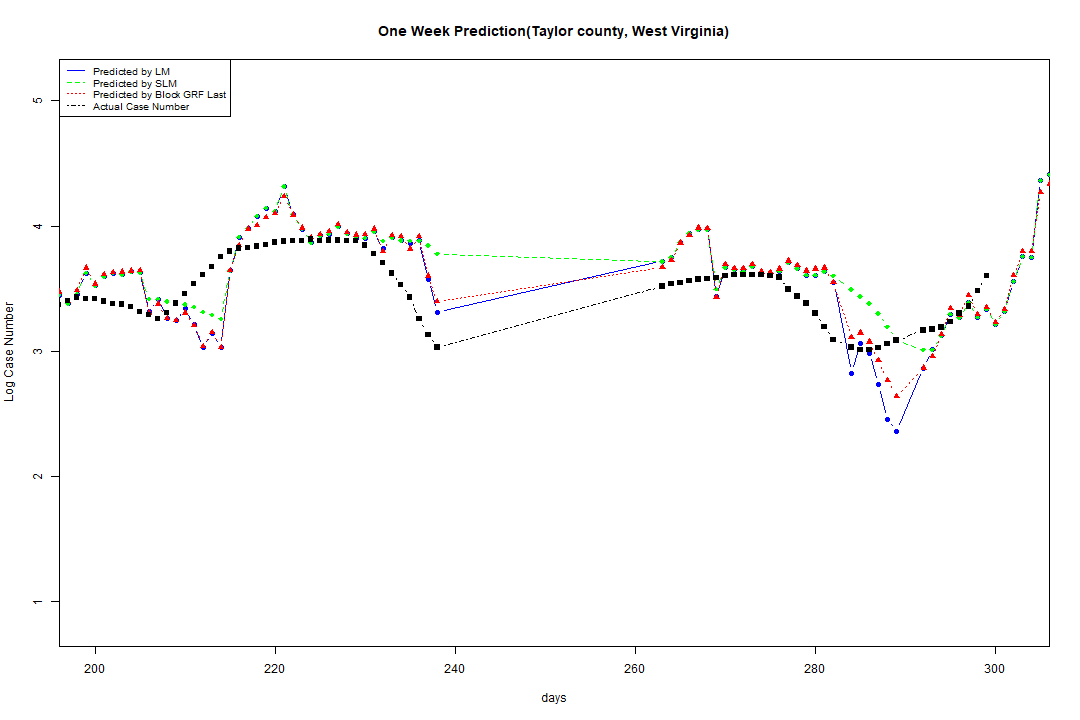 One Week Prediction(Taylor county, West Virginia)
Predicted by LM
Predicted by SLM
Predicted by Block GRF Last
Actual Case Number
5
4
3
2
1
Log Case Number
200 220 240 260 280 300
days